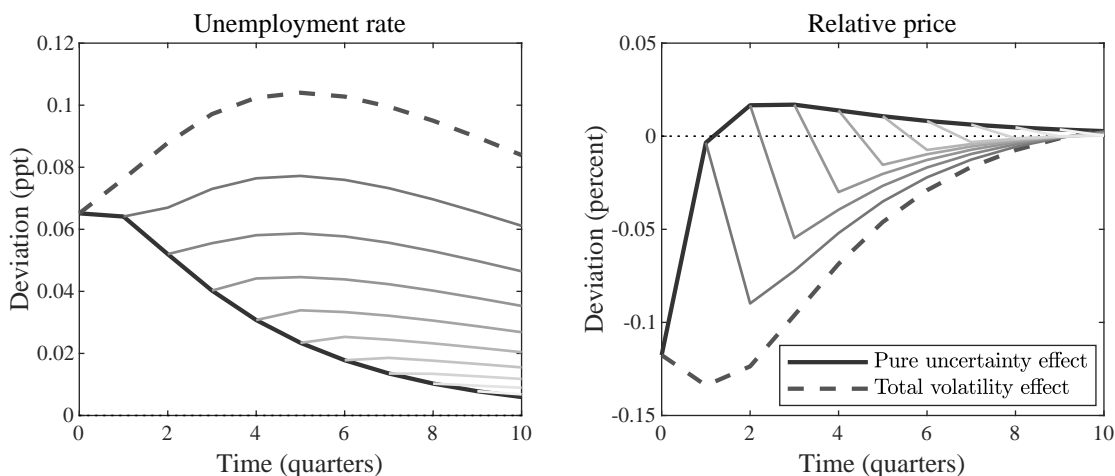 Unemployment rate
0.12
0.1
0.08
0.06
0.04
0.02
0
Deviation (ppt)
0 2 4 6 8 10
Time (quarters)
Relative price
0.05
0
-0.05
-0.1
-0.15
Deviation (percent)
Pure uncertainty effect
Total volatility effect
0 2 4 6 8 10
Time (quarters)